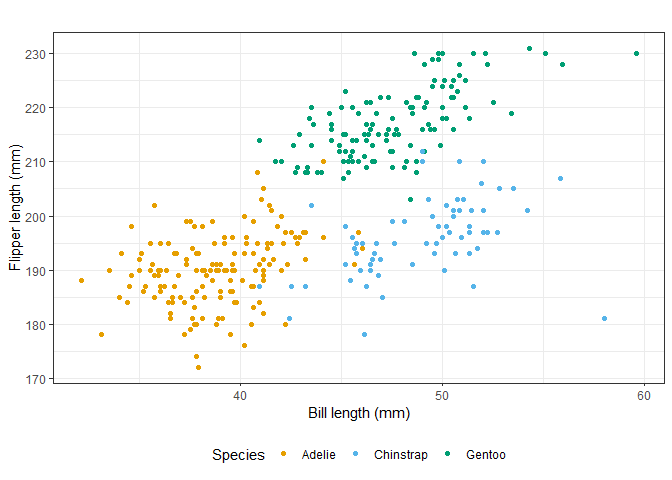 230
220
210
200
190
180
170
Flipper length (mm)
40
50
60
Bill length (mm)
Species
Adelie
Chinstrap
Gentoo